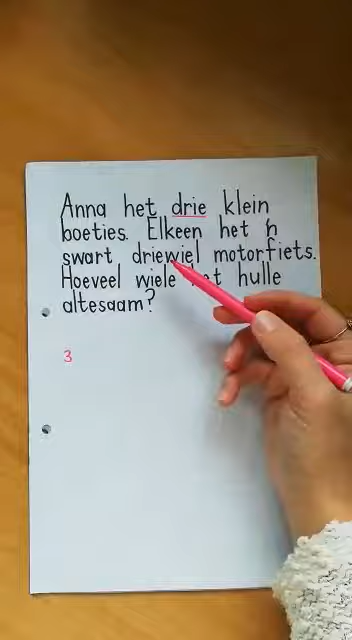 Anna het drie klein
boeties. Elkeen het 'n
swart driewiel motorfiets.
Hoeveel wiele het hulle
altesaam?
3